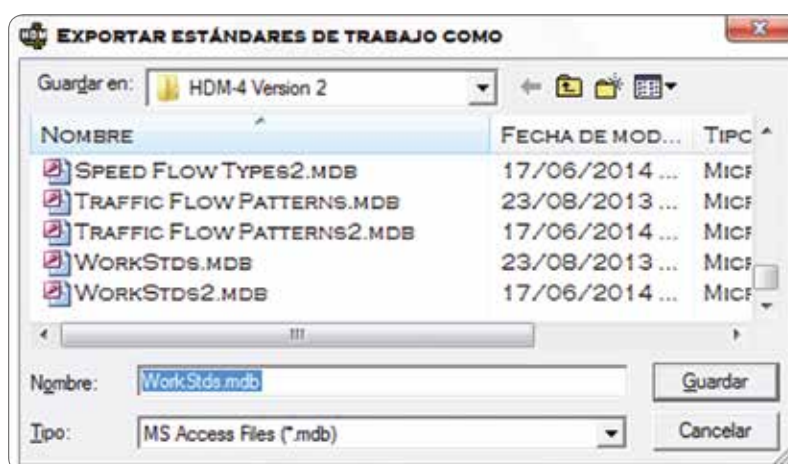 EXPORTAR ESTÁNDARES DE TRABAJO COMO
Guardar en: HDM-4 Version 2
NOMBRE FECHA DE MOD... TIPO
SPEED FLOW TYPES2.MDB 17/06/2014 ... MICR
TRAFFIC FLOW PATTERNS.MDB 23/08/2013 ... MICR
TRAFFIC FLOW PATTERNS2.MDB 17/06/2014 ... MICR
WORKSTDS.MDB 23/08/2013 ... MICR
WORKSTDS2.MDB 17/06/2014 ... MICR
Nombre: WorkStds.mdb Guardar
Tipo: MS Access Files (*.mdb) Cancelar